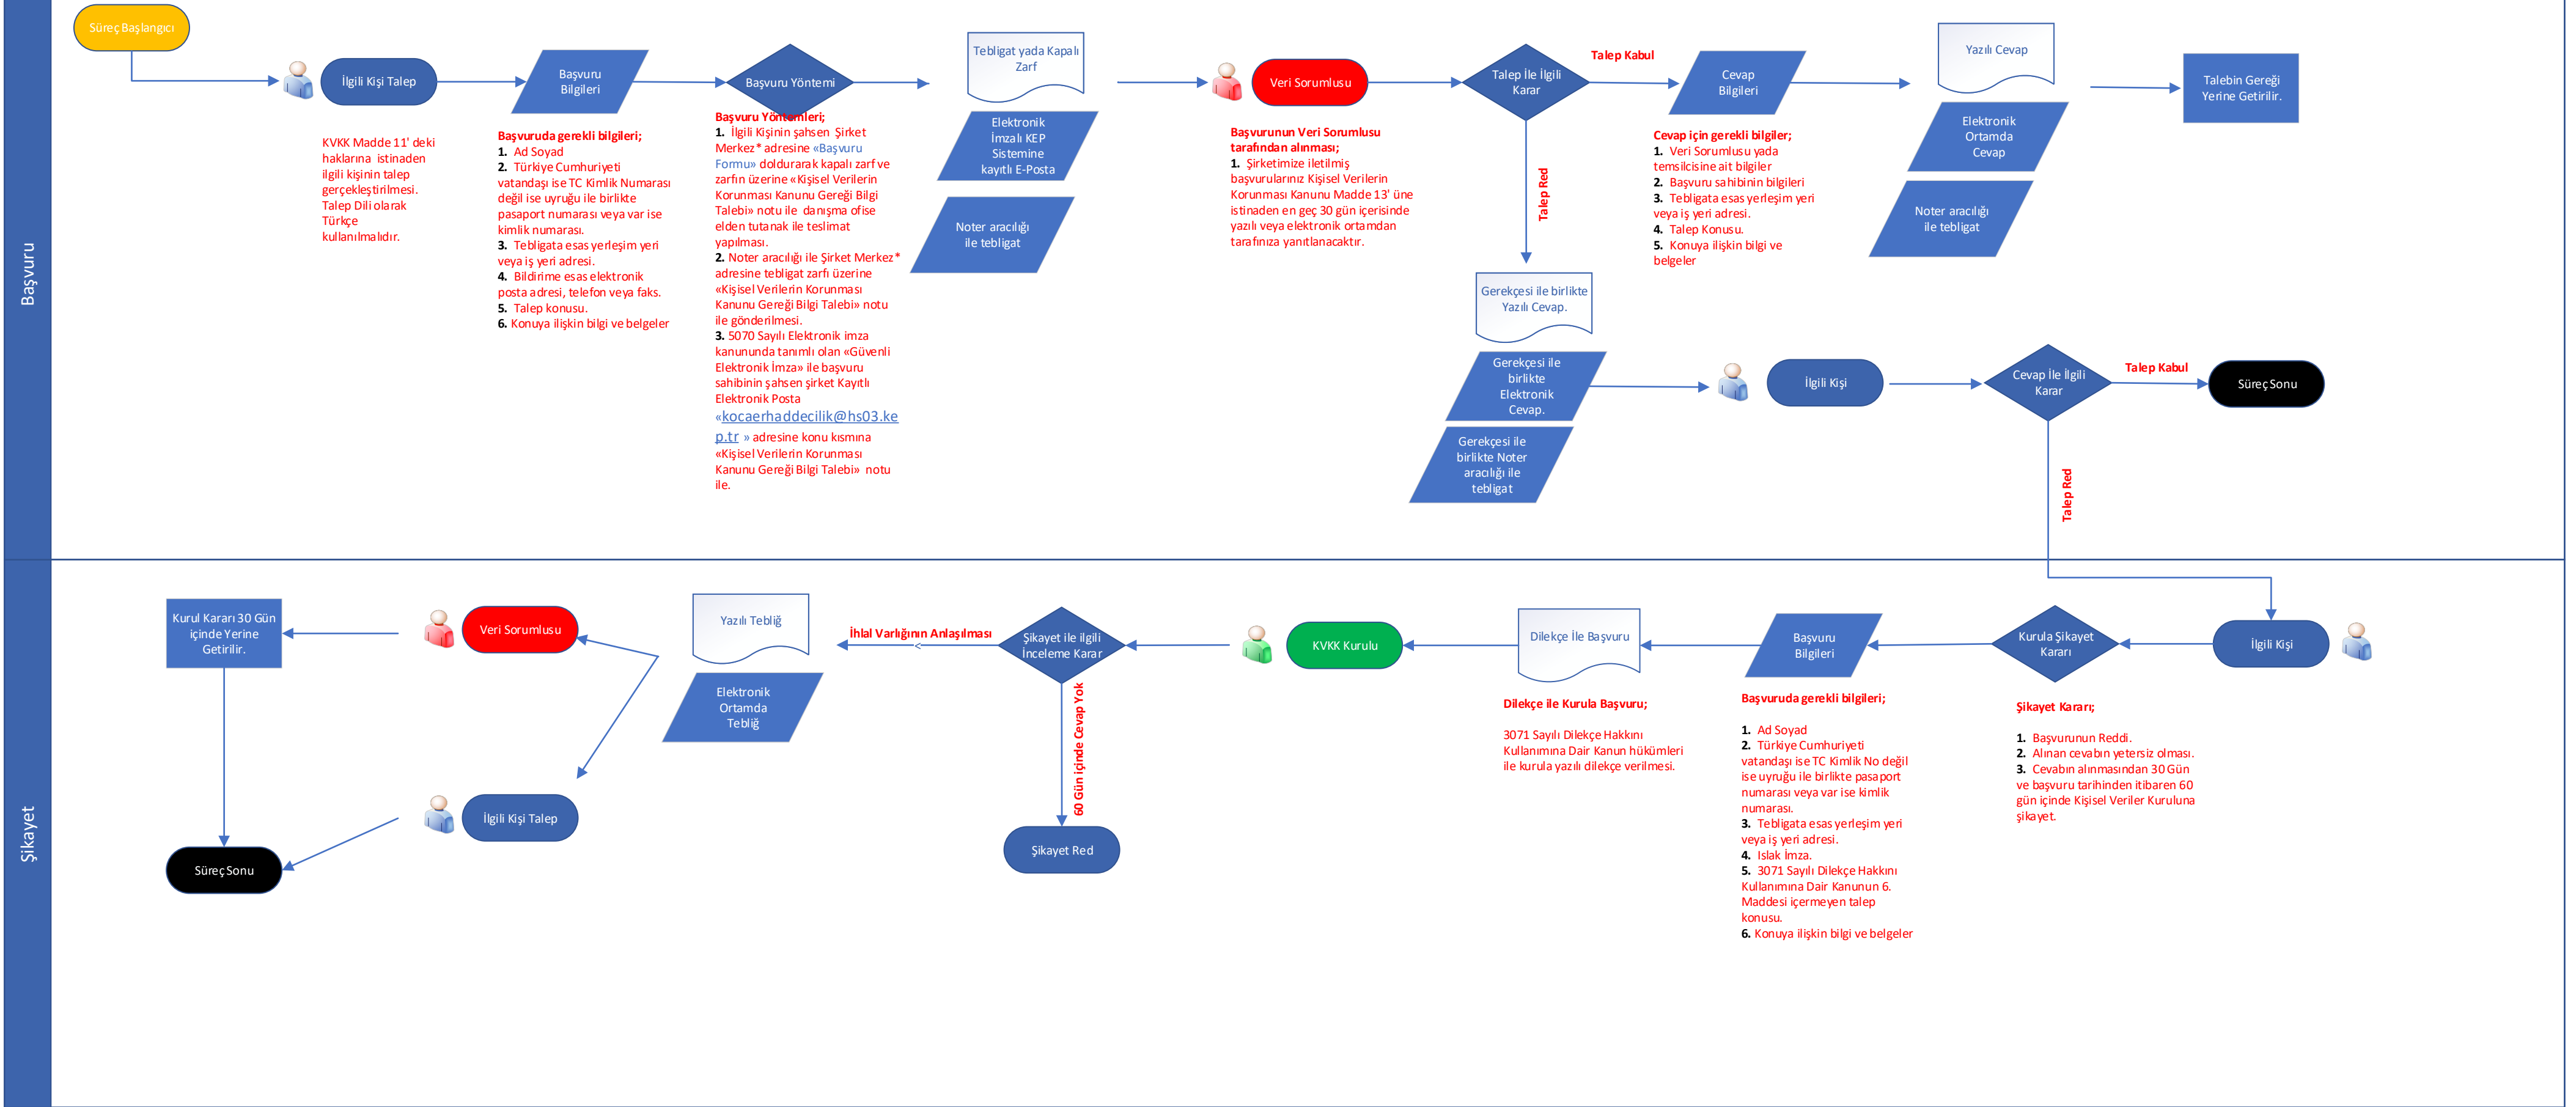 Başvuru
Süreç Başlangıcı
İlgili Kişi Talep
KVKK Madde 11' deki
haklarına istinaden
ilgili kişinin talep
gerçekleştirilmesi.
Talep Dili olarak
Türkçe
kullanılmalıdır.
Başvuru
Bilgileri
Başvuruda gerekli bilgileri;
1. Ad Soyad
2. Türkiye Cumhuriyeti
vatandaşı ise TC Kimlik Numarası
değil ise uyruğu ile birlikte
pasaport numarası veya var ise
kimlik numarası.
3. Tebligata esas yerleşim yeri
veya iş yeri adresi.
4. Bildirime esas elektronik
posta adresi, telefon veya faks.
5. Talep konusu.
6. Konuya ilişkin bilgi ve belgeler
Başvuru Yöntemi
Başvuru Yöntemleri;
1. İlgili Kişinin şahsen Şirket
Merkez* adresine «Başvuru
Formu» doldurarak kapalı zarf ve
zarfın üzerine «Kişisel Verilerin
Korunması Kanunu Gereği Bilgi
Talebi» notu ile danışma ofise
elden tutanak ile teslimat
yapılması.
2. Noter aracılığı ile Şirket Merkez*
adresine tebligat zarfı üzerine
«Kişisel Verilerin Korunması
Kanunu Gereği Bilgi Talebi» notu
ile gönderilmesi.
3. 5070 Sayılı Elektronik imza
kanununda tanımlı olan «Güvenli
Elektronik İmza» ile başvuru
sahibinin şahsen şirket Kayıtlı
Elektronik Posta
«kocaerhaddecilik@hs03.ke
p.tr » adresine konu kısmına
«Kişisel Verilerin Korunması
Kanunu Gereği Bilgi Talebi» notu
ile.
Tebligat yada Kapalı
Zarf
Elektronik
İmzalı KEP
Sistemine
kayıtlı E-Posta
Noter aracılığı
ile tebligat
Veri Sorumlusu
Başvurunun Veri Sorumlusu
tarafından alınması;
1. Şirketimize iletilmiş
başvurularınız Kişisel Verilerin
Korunması Kanunu Madde 13' üne
istinaden en geç 30 gün içerisinde
yazılı veya elektronik ortamdan
tarafınıza yanıtlanacaktır.
Talep İle İlgili
Karar
Talep Kabul
Talep Red
Cevap
Bilgileri
Cevap için gerekli bilgiler;
1. Veri Sorumlusu yada
temsilcisine ait bilgiler
2. Başvuru sahibinin bilgileri
3. Tebligata esas yerleşim yeri
veya iş yeri adresi.
4. Talep Konusu.
5. Konuya ilişkin bilgi ve
belgeler
Yazılı Cevap
Elektronik
Ortamda
Cevap
Noter aracılığı
ile tebligat
Talebin Gereği
Yerine Getirilir.
Gerekçesi ile birlikte
Yazılı Cevap.
Gerekçesi ile
birlikte
Elektronik
Cevap.
Gerekçesi ile
birlikte Noter
aracılığı ile
tebligat
İlgili Kişi
Cevap İle İlgili
Karar
Talep Kabul
Süreç Sonu
Talep Red
Şikayet
İlgili Kişi
Kurula Şikayet
Kararı
Şikayet Kararı;
1. Başvurunun Reddi.
2. Alınan cevabın yetersiz olması.
3. Cevabın alınmasından 30 Gün
ve başvuru tarihinden itibaren 60
gün içinde Kişisel Veriler Kuruluna
şikayet.
Başvuru
Bilgileri
Başvuruda gerekli bilgileri;
1. Ad Soyad
2. Türkiye Cumhuriyeti
vatandaşı ise TC Kimlik No değil
ise uyruğu ile birlikte pasaport
numarası veya var ise kimlik
numarası.
3. Tebligata esas yerleşim yeri
veya iş yeri adresi.
4. Islak İmza.
5. 3071 Sayılı Dilekçe Hakkını
Kullanımına Dair Kanunun 6.
Maddesi içermeyen talep
konusu.
6. Konuya ilişkin bilgi ve belgeler
Dilekçe İle Başvuru
Dilekçe ile Kurula Başvuru;
3071 Sayılı Dilekçe Hakkını
Kullanımına Dair Kanun hükümleri
ile kurula yazılı dilekçe verilmesi.
KVKK Kurulu
Şikayet ile ilgili
İnceleme Karar
İhlal Varlığının Anlaşılması
<
60 Gün içinde Cevap Yok
Şikayet Red
Yazılı Tebliğ
Elektronik
Ortamda
Tebliğ
Veri Sorumlusu
İlgili Kişi Talep
Kurul Kararı 30 Gün
içinde Yerine
Getirilir.
Süreç Sonu